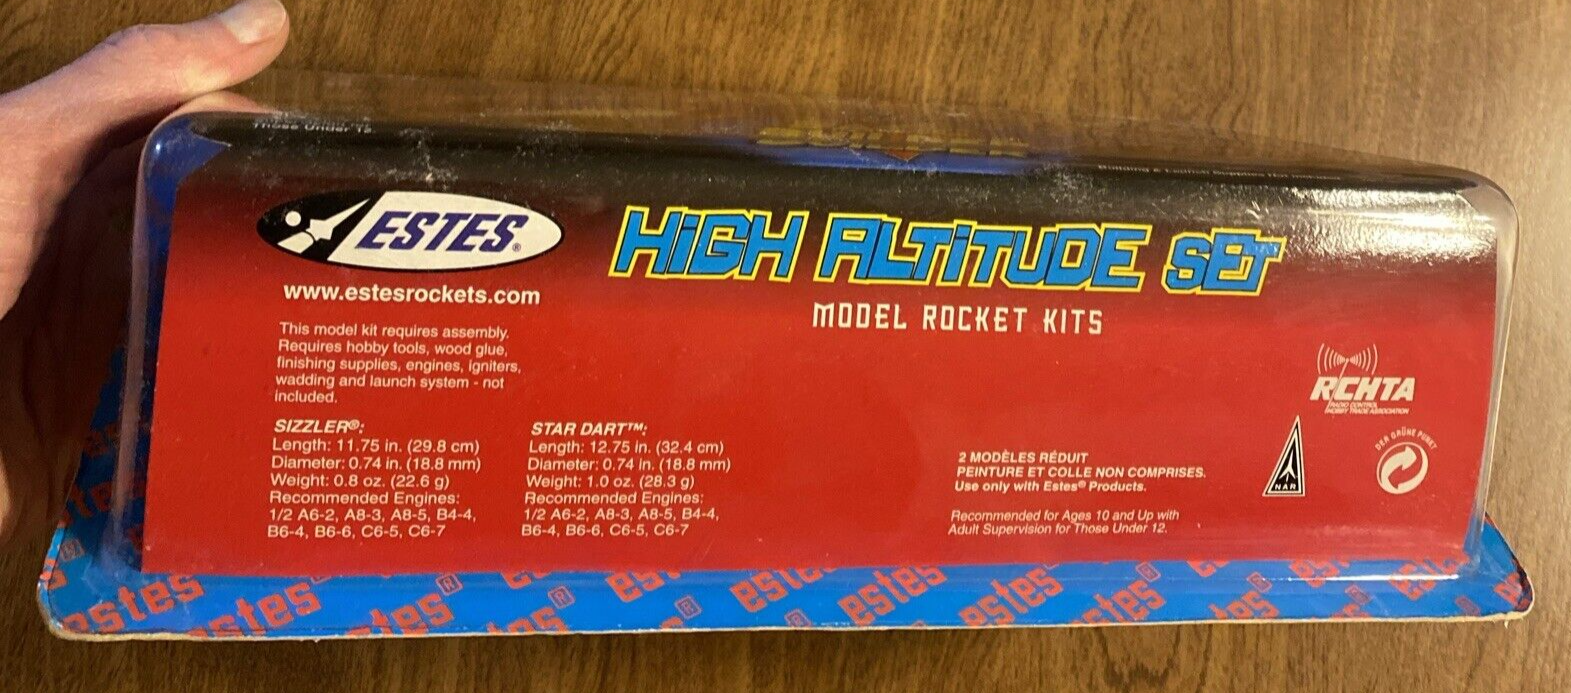 Those Under 12
ESTES®
HIGH ALTITUDE SET
MODEL ROCKET KITS
www.estesrockets.com
This model kit requires assembly.
Requires hobby tools, wood glue,
finishing supplies, engines, igniters,
wadding and launch system - not
included.
SIZZLER®:
Length: 11.75 in. (29.8 cm)
Diameter: 0.74 in. (18.8 mm)
Weight: 0.8 oz. (22.6 g)
Recommended Engines:
1/2 A6-2, A8-3, A8-5, B4-4,
B6-4, B6-6, C6-5, C6-7
STAR DART™:
Length: 12.75 in. (32.4 cm)
Diameter: 0.74 in. (18.8 mm)
Weight: 1.0 oz. (28.3 g)
Recommended Engines:
1/2 A6-2, A8-3, A8-5, B4-4,
B6-4, B6-6, C6-5, C6-7
2 MODÈLES RÉDUIT
PEINTURE ET COLLE NON COMPRISES.
Use only with Estes® Products.
Recommended for Ages 10 and Up with
Adult Supervision for Those Under 12.
RCHTA
RADIO CONTROL
HOBBY TRADE ASSOCIATION
NAR
DER GRÜNE PUNKT
estes® estes® estes® estes® estes® estes® estes®